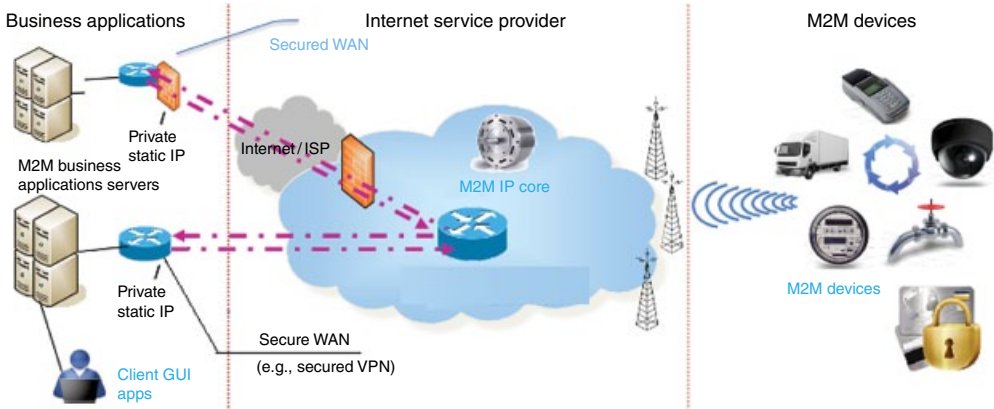 Business applications
Internet service provider
M2M devices
Secured WAN
Private
static IP
Internet/ISP
M2M IP core
M2M business
applications servers
Private
static IP
M2M devices
Secure WAN
(e.g., secured VPN)
Client GUI
apps